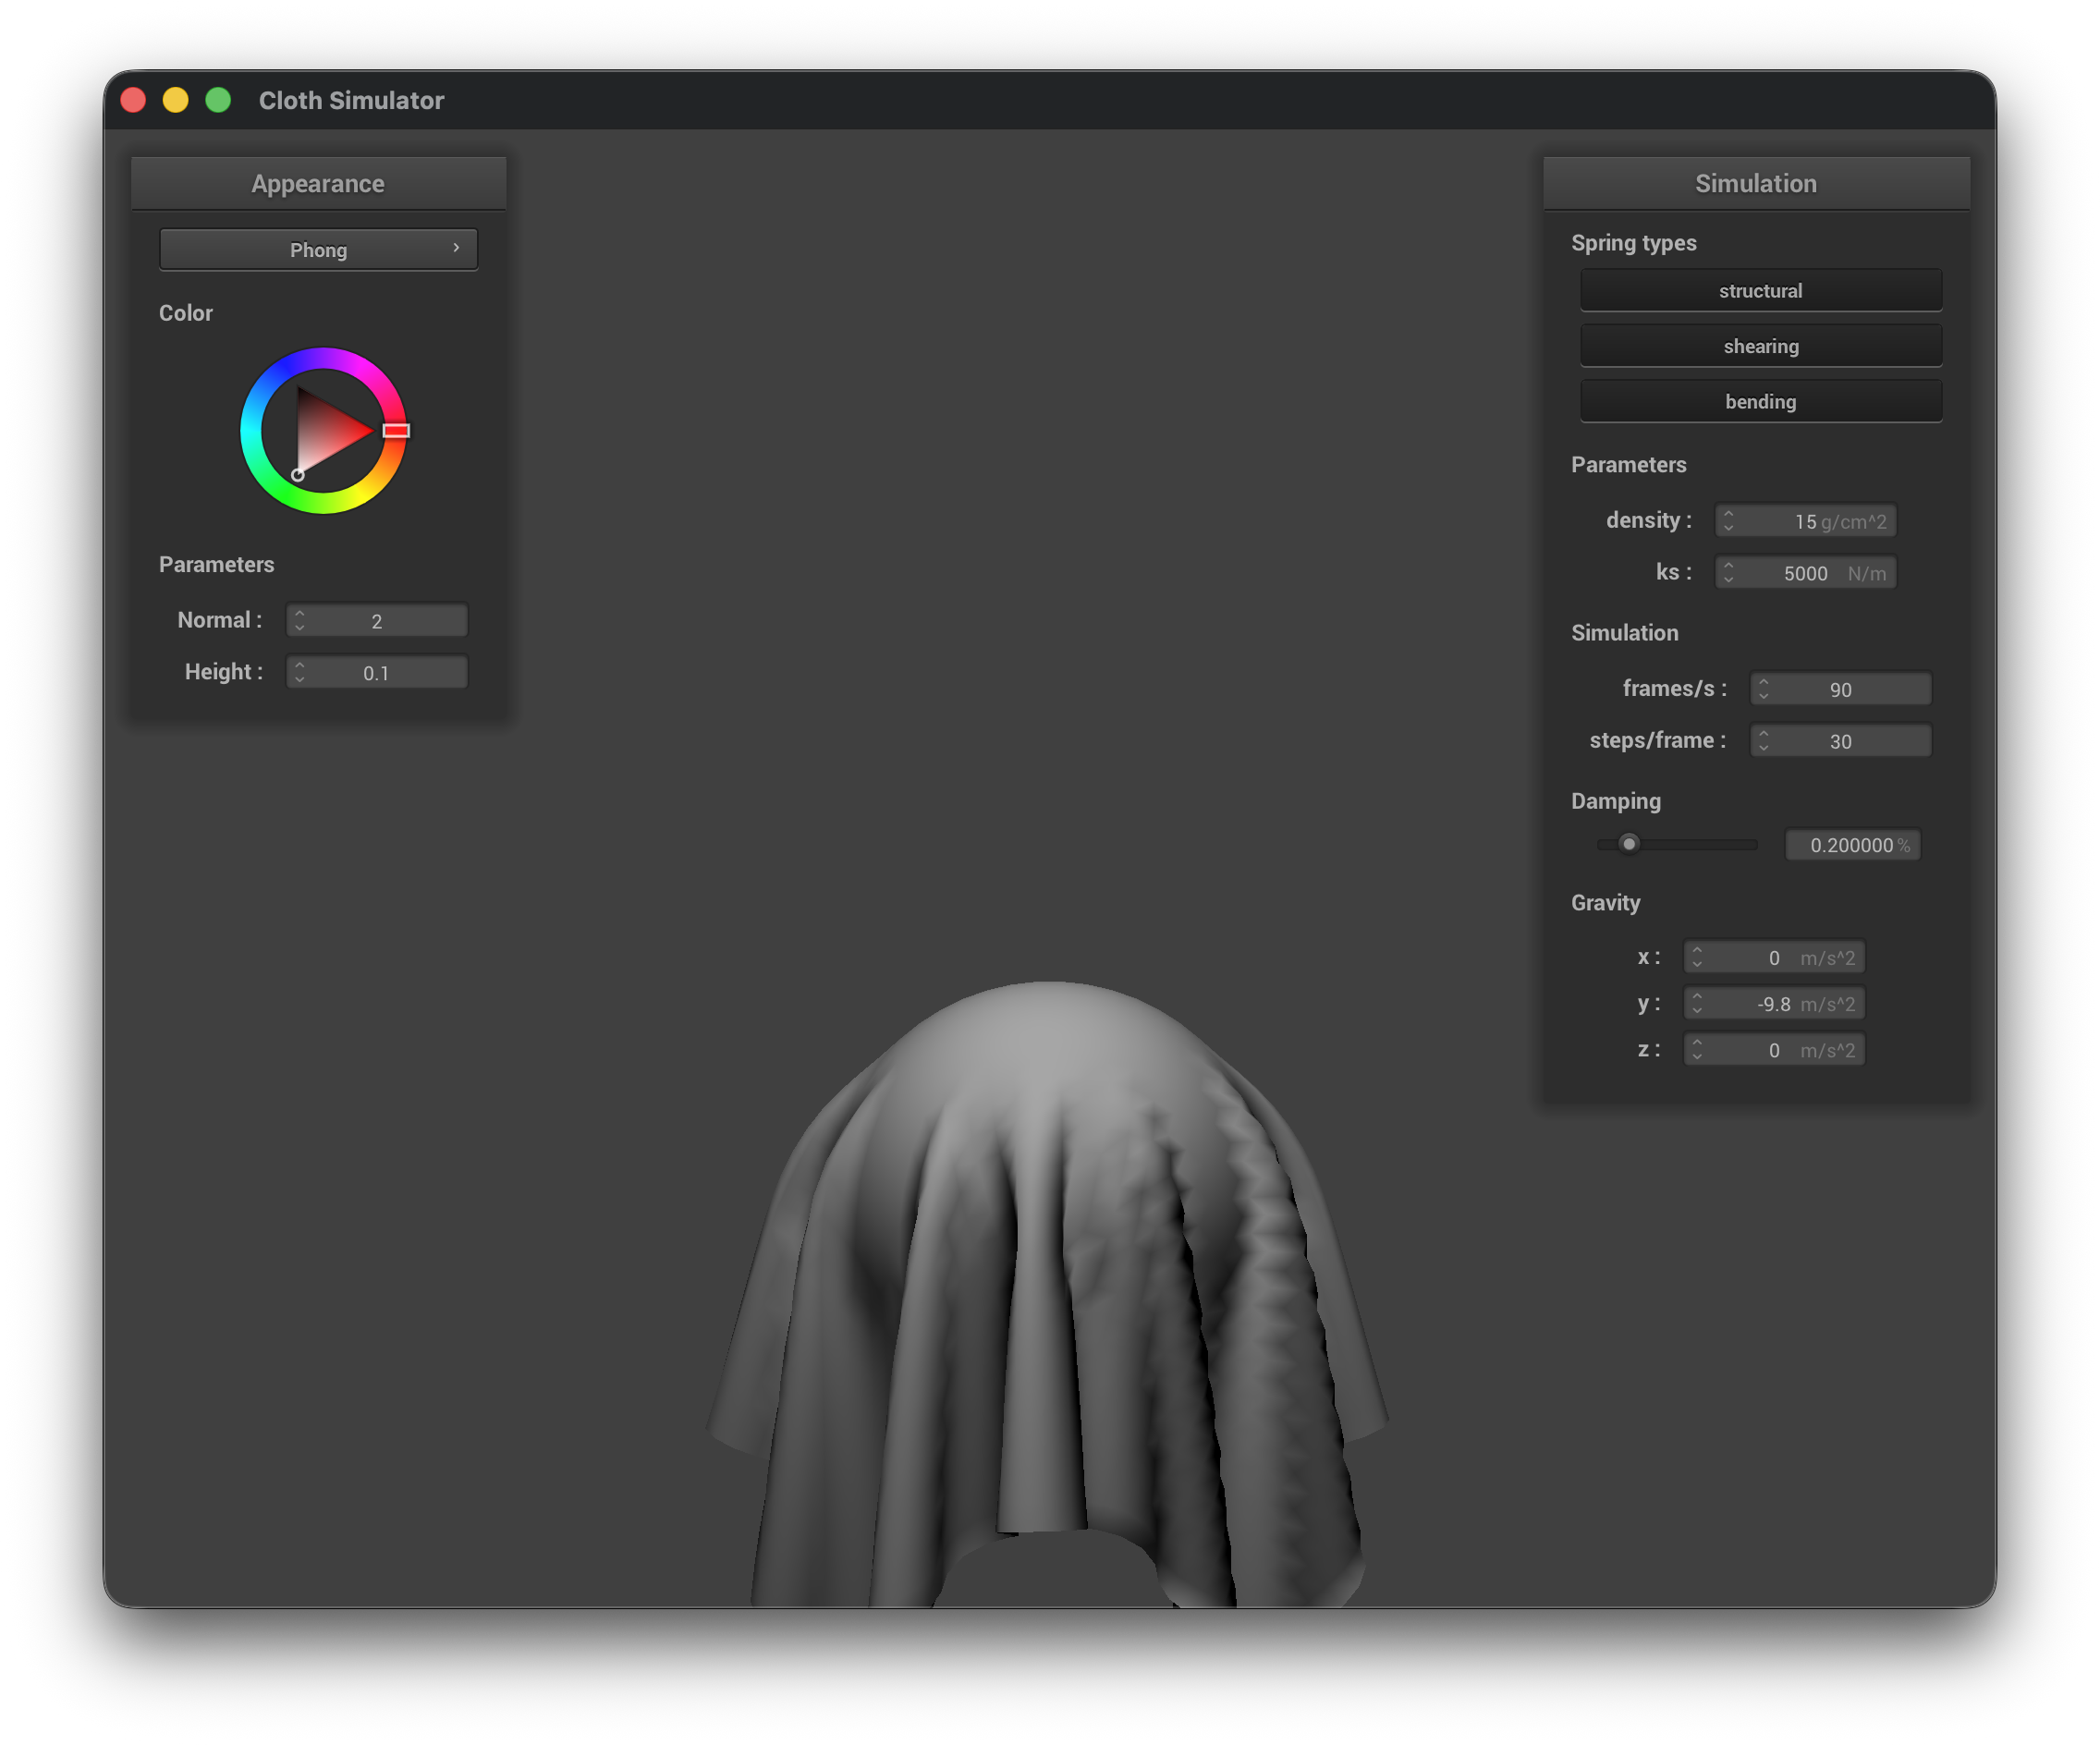 Cloth Simulator
Appearance
Phong
Color
Parameters
Normal : 2
Height : 0.1
Simulation
Spring types
structural
shearing
bending
Parameters
density : 15 g/cm^2
ks : 5000 N/m
Simulation
frames/s : 90
steps/frame : 30
Damping
0.200000 %
Gravity
x : 0 m/s^2
y : -9.8 m/s^2
z : 0 m/s^2